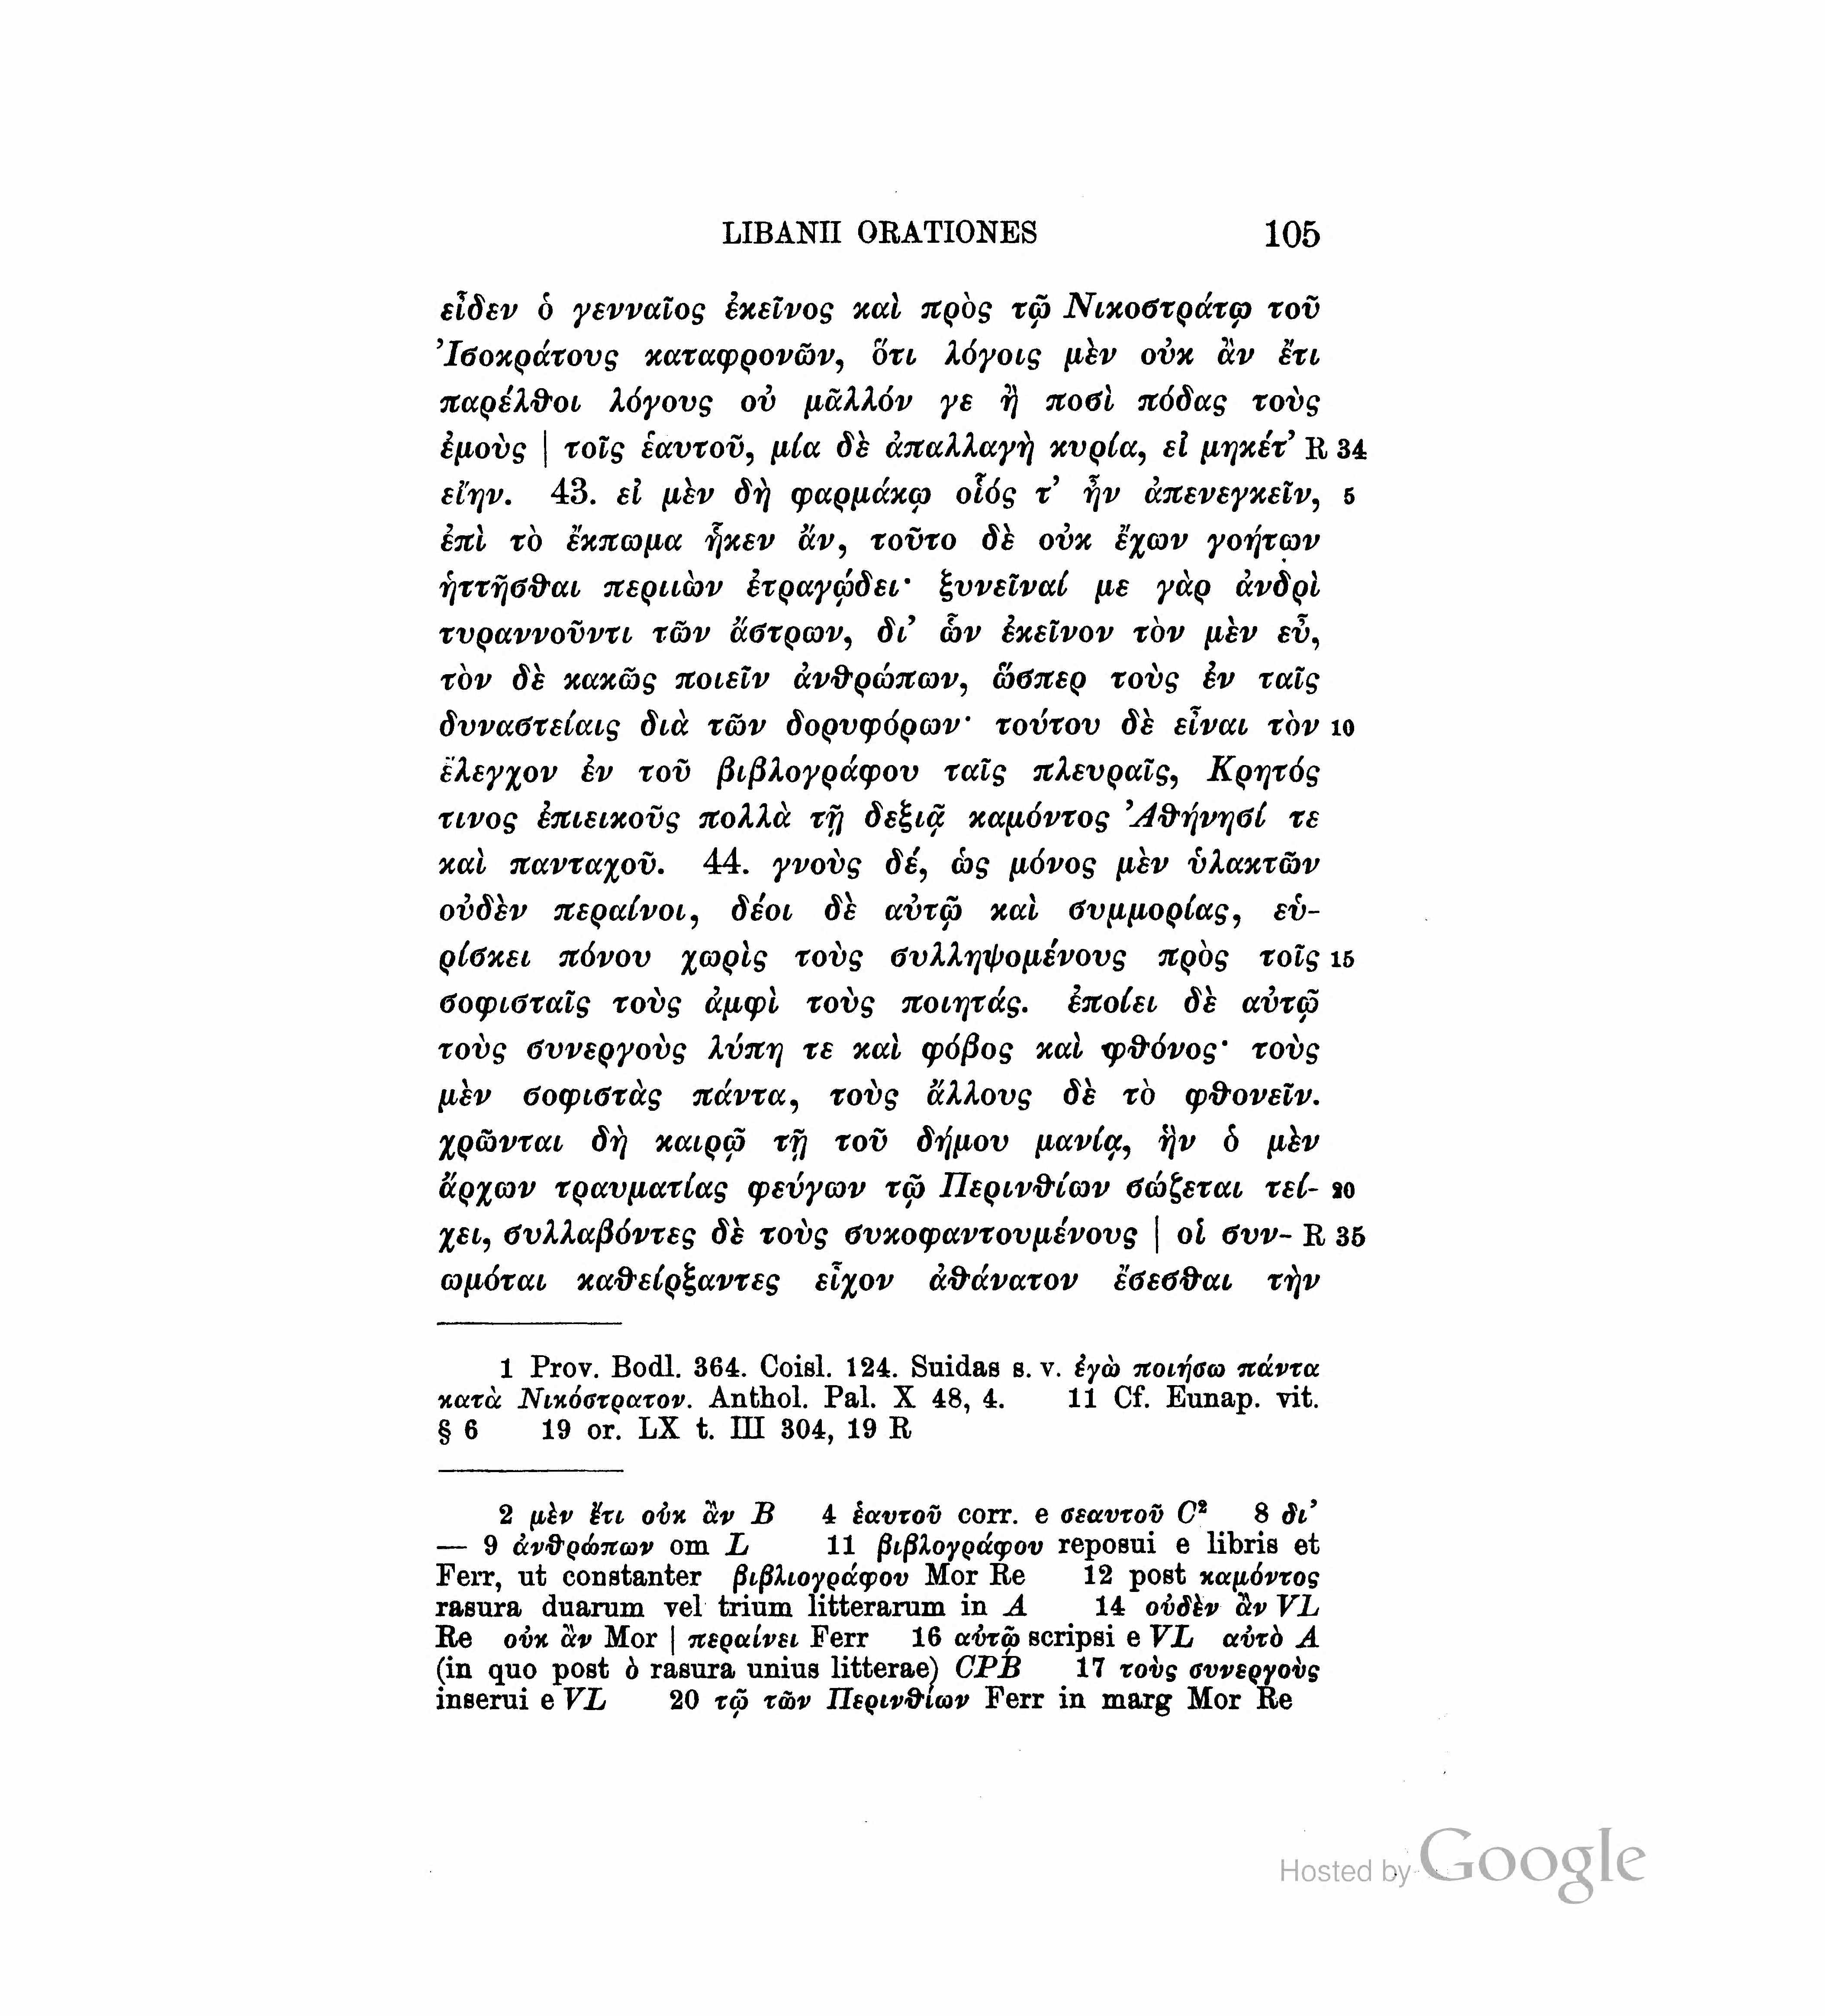 LIBANII ORATIONES 105
εἶδεν ὁ γενναῖος ἐκεῖνος καὶ πρὸς τῷ Νικοστράτῳ τοῦ
Ἰσοκράτους καταφρονῶν, ὅτι λόγοις μὲν οὐκ ἂν ἔτι
παρέλθοι λόγους οὐ μᾶλλόν γε ἢ ποσὶ πόδας τοὺς
ἐμοὺς | τοῖς ἑαυτοῦ, μία δὲ ἀπαλλαγὴ κυρία, εἰ μηκέτ’ R 34
εἴην. 43. εἰ μὲν δὴ φαρμάκῳ οἷός τ’ ἦν ἀπενεγκεῖν, 5
ἐπὶ τὸ ἔκπωμα ἧκεν ἄν, τοῦτο δὲ οὐκ ἔχων γοήτων
ἡττῆσθαι περιιὼν ἐτραγῴδει· ξυνεῖναί με γὰρ ἀνδρὶ
τυραννοῦντι τῶν ἄστρων, δι’ ὧν ἐκεῖνον τὸν μὲν εὖ,
τὸν δὲ κακῶς ποιεῖν ἀνθρώπων, ὥσπερ τοὺς ἐν ταῖς
δυναστείαις διὰ τῶν δορυφόρων· τούτου δὲ εἶναι τὸν 10
ἔλεγχον ἐν τοῦ βιβλογράφου ταῖς πλευραῖς, Κρητός
τινος ἐπιεικοῦς πολλὰ τῇ δεξιᾷ καμόντος Ἀθήνησί τε
καὶ πανταχοῦ. 44. γνοὺς δέ, ὡς μόνος μὲν ὑλακτῶν
οὐδὲν περαίνοι, δέοι δὲ αὐτῷ καὶ συμμορίας, εὑ-
ρίσκει πόνου χωρὶς τοὺς συλληψομένους πρὸς τοῖς 15
σοφισταῖς τοὺς ἀμφὶ τοὺς ποιητάς. ἐποίει δὲ αὐτῷ
τοὺς συνεργοὺς λύπη τε καὶ φόβος καὶ φθόνος· τοὺς
μὲν σοφιστὰς πάντα, τοὺς ἄλλους δὲ τὸ φθονεῖν.
χρῶνται δὴ καιρῷ τῇ τοῦ δήμου μανίᾳ, ἣν ὁ μὲν
ἄρχων τραυματίας φεύγων τῷ Περινθίων σώζεται τεί- 20
χει, συλλαβόντες δὲ τοὺς συκοφαντουμένους | οἱ συν- R 35
ωμόται καθείρξαντες εἶχον ἀθάνατον ἔσεσθαι τὴν
1 Prov. Bodl. 364. Coisl. 124. Suidas s. v. ἐγὼ ποιήσω πάντα
κατὰ Νικόστρατον. Anthol. Pal. X 48, 4. 11 Cf. Eunap. vit.
§ 6 19 or. LX t. III 304, 19 R
2 μὲν ἔτι οὐκ ἂν B 4 ἑαυτοῦ corr. e σεαυτοῦ C² 8 δι’
— 9 ἀνθρώπων om L 11 βιβλογράφου reposui e libris et
Ferr, ut constanter βιβλιογράφου Mor Re 12 post καμόντος
rasura duarum vel trium litterarum in A 14 οὐδὲν ἂν VL
Re οὐκ ἂν Mor | περαίνει Ferr 16 αὐτῷ scripsi e VL αὐτὸ A
(in quo post ὸ rasura unius litterae) CPB 17 τοὺς συνεργοὺς
inserui e VL 20 τῷ τῶν Περινθίων Ferr in marg Mor Re
Hosted by Google